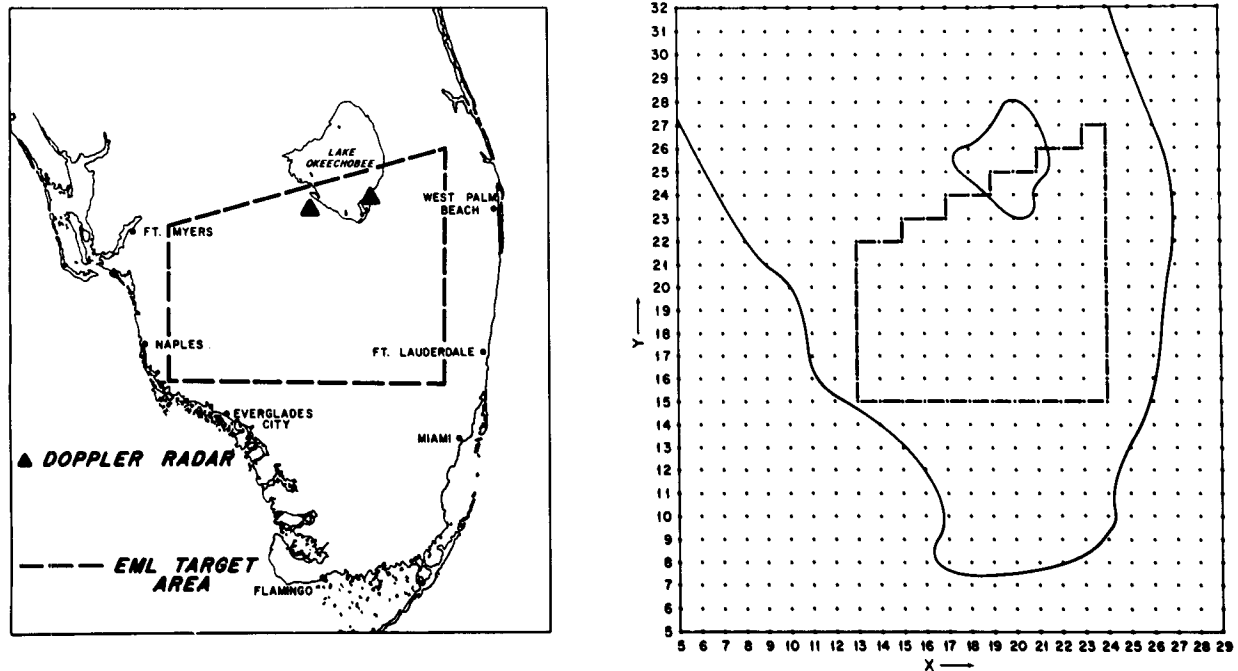 LAKE
OKEECHOBEE
WEST PALM
BEACH
FT. MYERS
NAPLES
FT. LAUDERDALE
EVERGLADES
CITY
MIAMI
DOPPLER RADAR
EML TARGET
AREA
FLAMINGO
32
31
30
29
28
27
26
25
24
23
22
21
20
19
18
17
16
15
14
13
12
11
10
9
8
7
6
5
Y
5 6 7 8 9 10 11 12 13 14 15 16 17 18 19 20 21 22 23 24 25 26 27 28 29
X